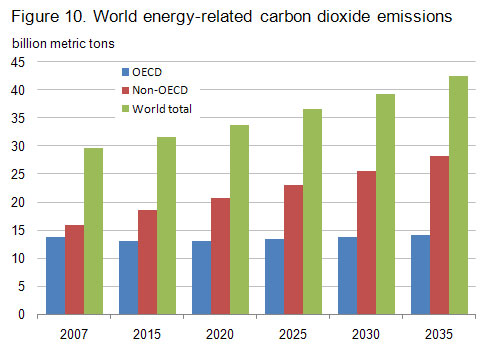 Figure 10. World energy-related carbon dioxide emissions
billion metric tons
45
40
35
30
25
20
15
10
5
0
OECD
Non-OECD
World total
2007 2015 2020 2025 2030 2035